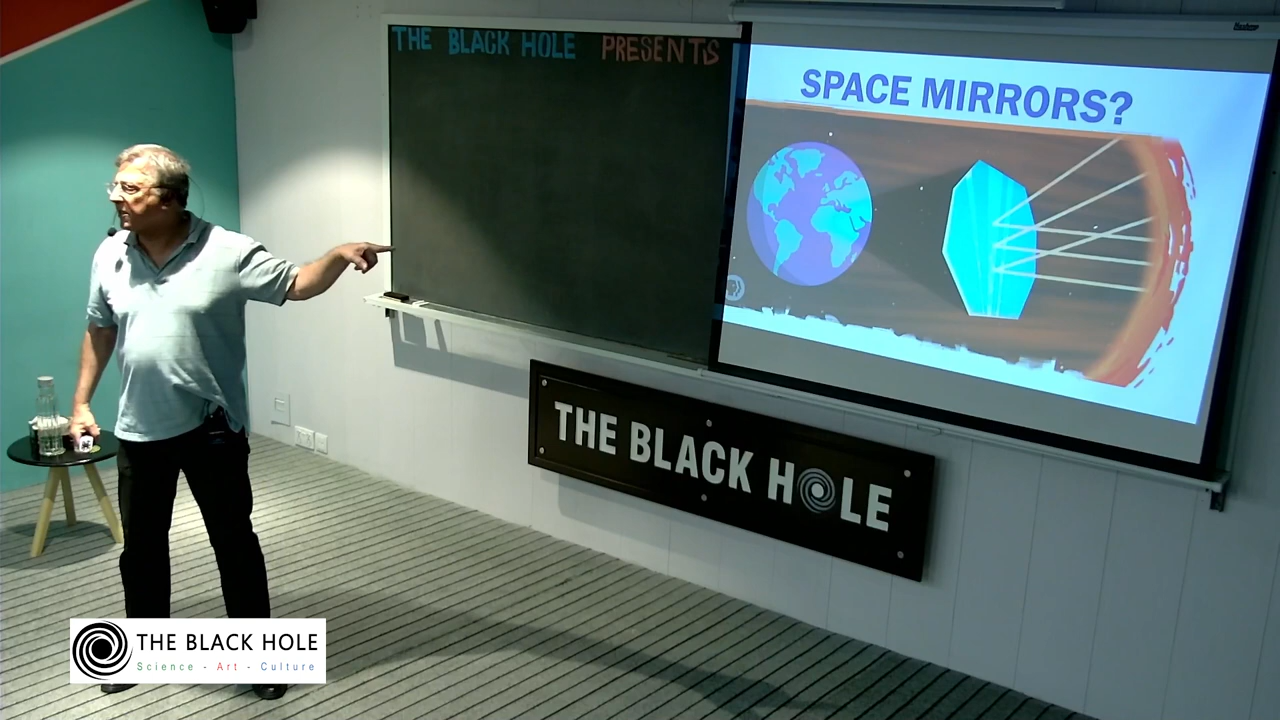 THE BLACK HOLE PRESENTS
SPACE MIRRORS?
THE BLACK HOLE
THE BLACK HOLE
Science - Art - Culture